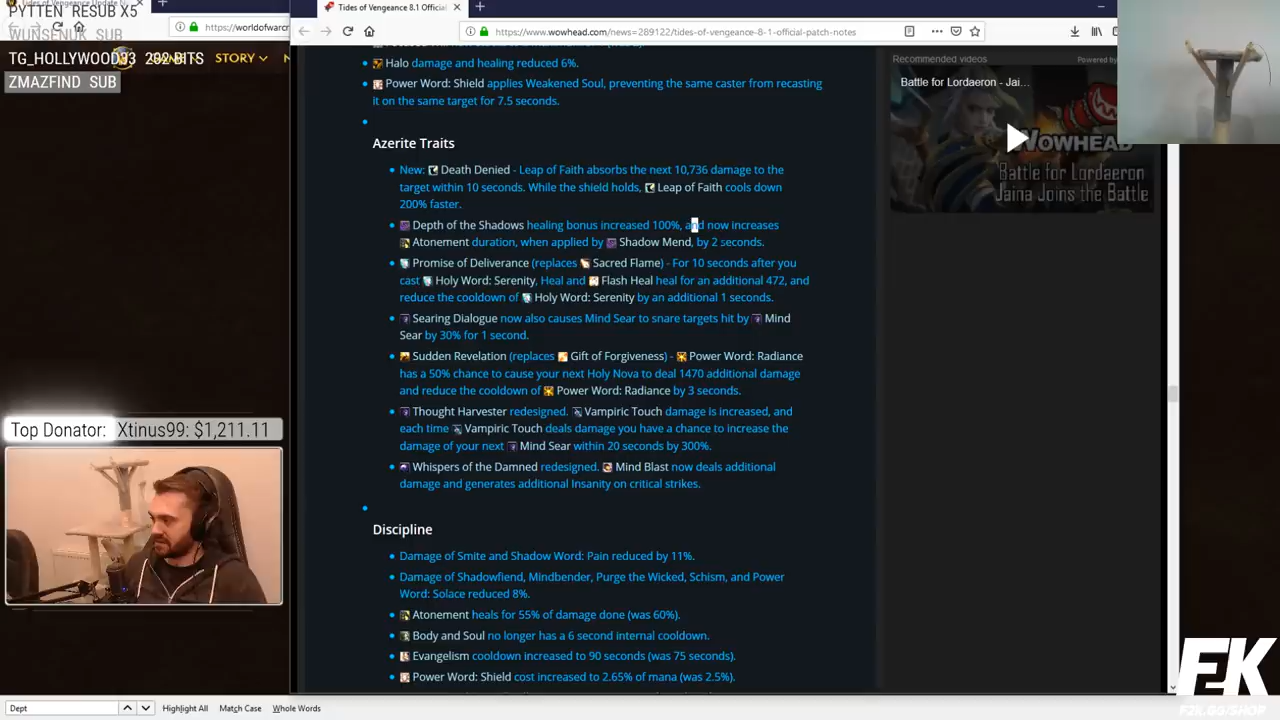 PYTTEN RESUB X5
WUNSENUR SUB
TG_HOLLYWOOD93 292 BITS
ZMAZFIND SUB
https://worldofwarcr
STORY
Tides of Vengeance 8.1 Official
https://www.wowhead.com/news=289122/tides-of-vengeance-8-1-official-patch-notes
Halo damage and healing reduced 6%.
Power Word: Shield applies Weakened Soul, preventing the same caster from recasting
it on the same target for 7.5 seconds.
Azerite Traits
New: Death Denied - Leap of Faith absorbs the next 10,736 damage to the
target within 10 seconds. While the shield holds, Leap of Faith cools down
200% faster.
Depth of the Shadows healing bonus increased 100%, and now increases
Atonement duration, when applied by Shadow Mend, by 2 seconds.
Promise of Deliverance (replaces Sacred Flame) - For 10 seconds after you
cast Holy Word: Serenity, Heal and Flash Heal heal for an additional 472, and
reduce the cooldown of Holy Word: Serenity by an additional 1 seconds.
Searing Dialogue now also causes Mind Sear to snare targets hit by Mind
Sear by 30% for 1 second.
Sudden Revelation (replaces Gift of Forgiveness) - Power Word: Radiance
has a 50% chance to cause your next Holy Nova to deal 1470 additional damage
and reduce the cooldown of Power Word: Radiance by 3 seconds.
Thought Harvester redesigned. Vampiric Touch damage is increased, and
each time Vampiric Touch deals damage you have a chance to increase the
damage of your next Mind Sear within 20 seconds by 300%.
Whispers of the Damned redesigned. Mind Blast now deals additional
damage and generates additional Insanity on critical strikes.
Discipline
Damage of Smite and Shadow Word: Pain reduced by 11%.
Damage of Shadowfiend, Mindbender, Purge the Wicked, Schism, and Power
Word: Solace reduced 8%.
Atonement heals for 55% of damage done (was 60%).
Body and Soul no longer has a 6 second internal cooldown.
Evangelism cooldown increased to 90 seconds (was 75 seconds).
Power Word: Shield cost increased to 2.65% of mana (was 2.5%).
Recommended videos
Powered by
Battle for Lordaeron - Jai...
WOWHEAD
Battle for Lordaeron
Jaina Joins the Battle
Top Donator: Xtinus99: $1,211.11
Dept
Highlight All
Match Case
Whole Words
F2K
F2K.GG/SHOP